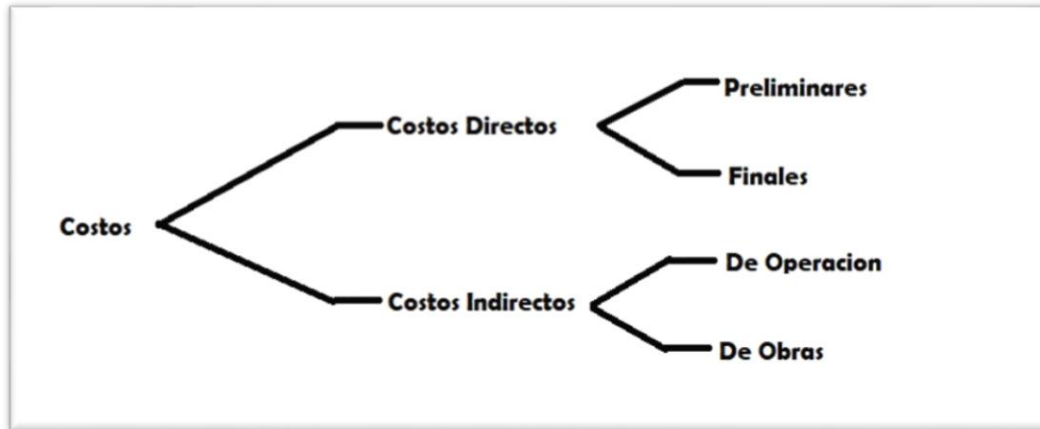 Costos
Costos Directos
Preliminares
Finales
Costos Indirectos
De Operacion
De Obras